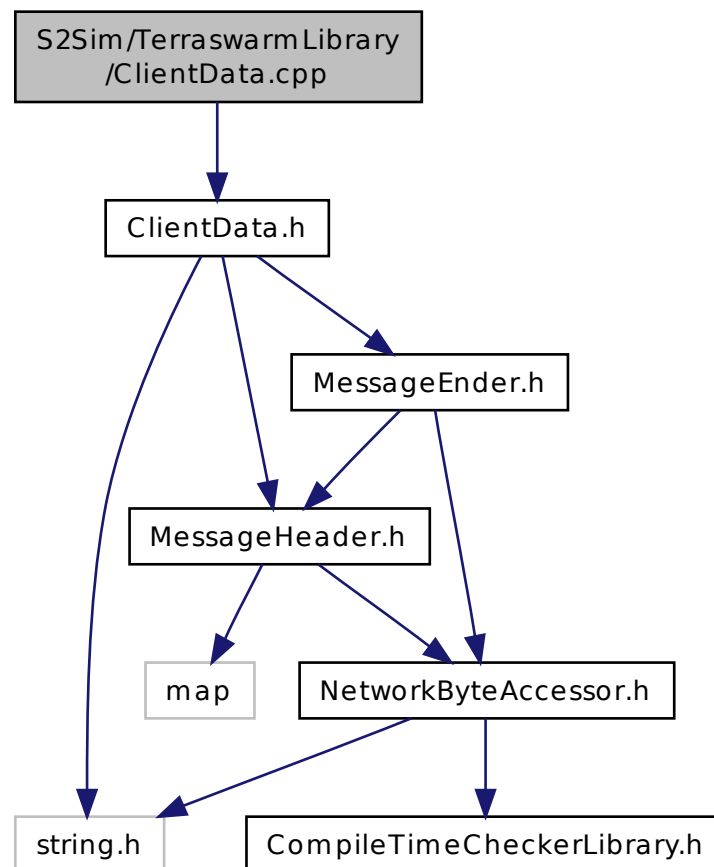 S2Sim/TerraswarmLibrary
/ClientData.cpp
ClientData.h
MessageEnder.h
MessageHeader.h
map
NetworkByteAccessor.h
string.h
CompileTimeCheckerLibrary.h